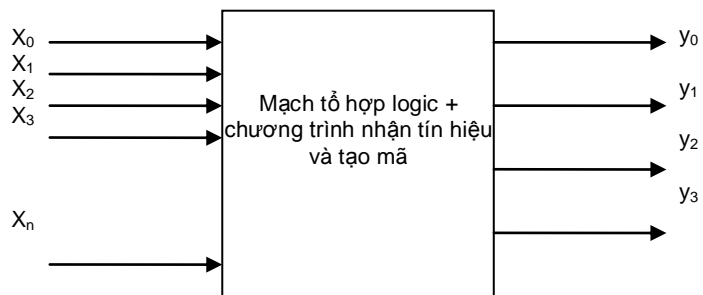 X₀
X₁
X₂
X₃
Xₙ
Mạch tổ hợp logic +
chương trình nhận tín hiệu
và tạo mã
y₀
y₁
y₂
y₃